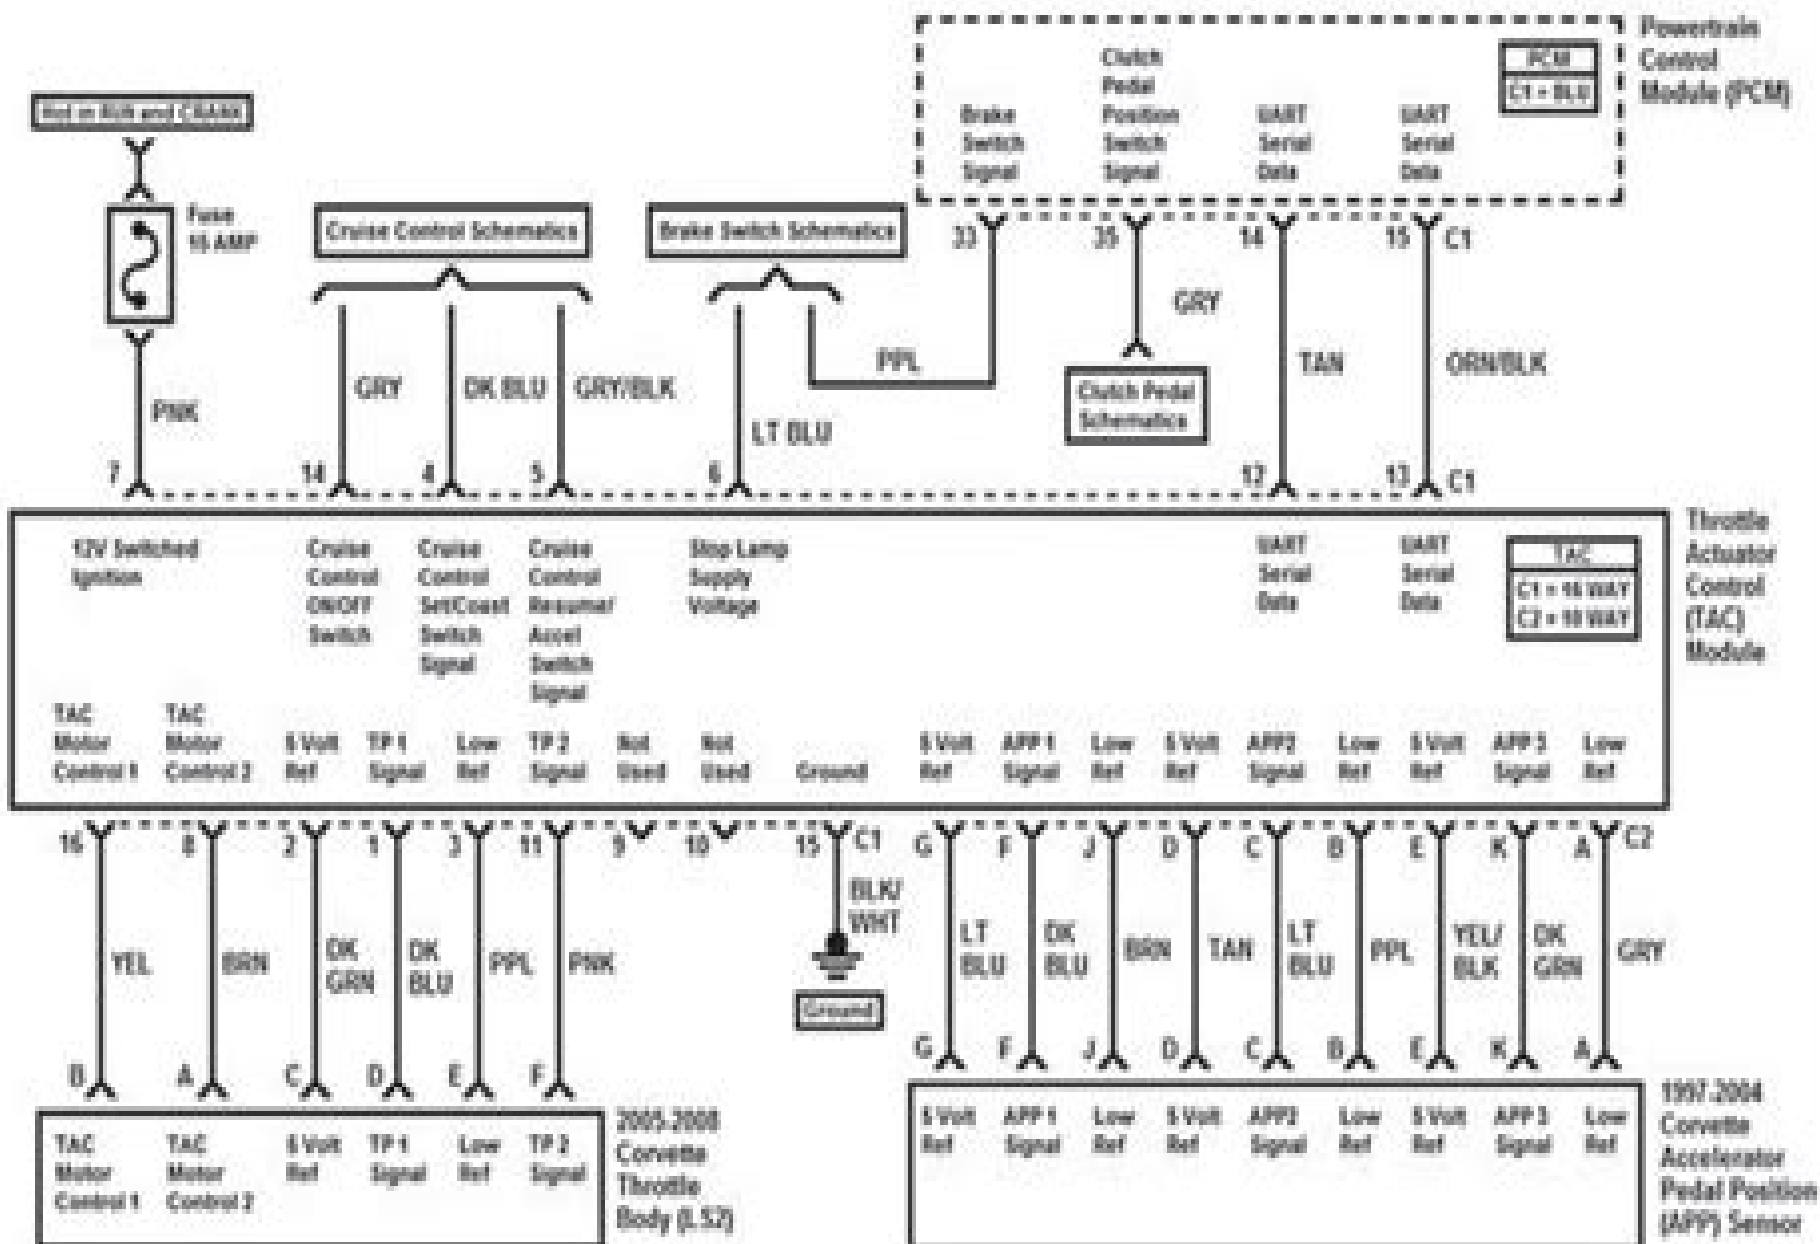 Powertrain
Control
Module (PCM)
PCM
C1 = BLU
Clutch
Pedal
Brake Position UART UART
Switch Switch Serial Serial
Signal Signal Data Data
Hot in RUN and CRANK
Fuse
15 AMP
Cruise Control Schematics
Brake Switch Schematics
33 35 14 15 C1
GRY
PPL
TAN
ORN/BLK
Clutch Pedal
Schematics
PNK
GRY DK BLU GRY/BLK
LT BLU
7 14 4 5 6 12 13 C1
Throttle
Actuator
Control
(TAC)
Module
TAC
C1 = 16 WAY
C2 = 10 WAY
12V Switched
Ignition
Cruise
Control
ON/OFF
Switch
Cruise
Control
Set/Coast
Switch
Signal
Cruise
Control
Resume/
Accel
Switch
Signal
Stop Lamp
Supply
Voltage
UART
Serial
Data
UART
Serial
Data
TAC TAC
Motor Motor 5 Volt TP 1 Low TP 2 Not Not 5 Volt APP 1 Low 5 Volt APP2 Low 5 Volt APP 3 Low
Control 1 Control 2 Ref Signal Ref Signal Used Used Ground Ref Signal Ref Ref Signal Ref Ref Signal Ref
16 8 2 1 3 11 9 10 15 C1 G F J D C B E K A C2
BLK/
WHT
YEL BRN DK
GRN
DK
BLU
PPL PNK
Ground
LT
BLU
DK
BLU
BRN TAN LT
BLU
PPL YEL/
BLK
DK
GRN
GRY
G F J D C B E K A
B A C D E F
2005-2008
Corvette
Throttle
Body (LS2)
TAC TAC 5 Volt TP 1 Low TP 2
Motor Motor Ref Signal Ref Signal
Control 1 Control 2
5 Volt APP 1 Low 5 Volt APP2 Low 5 Volt APP 3 Low
Ref Signal Ref Ref Signal Ref Ref Signal Ref
1997-2004
Corvette
Accelerator
Pedal Position
(APP) Sensor